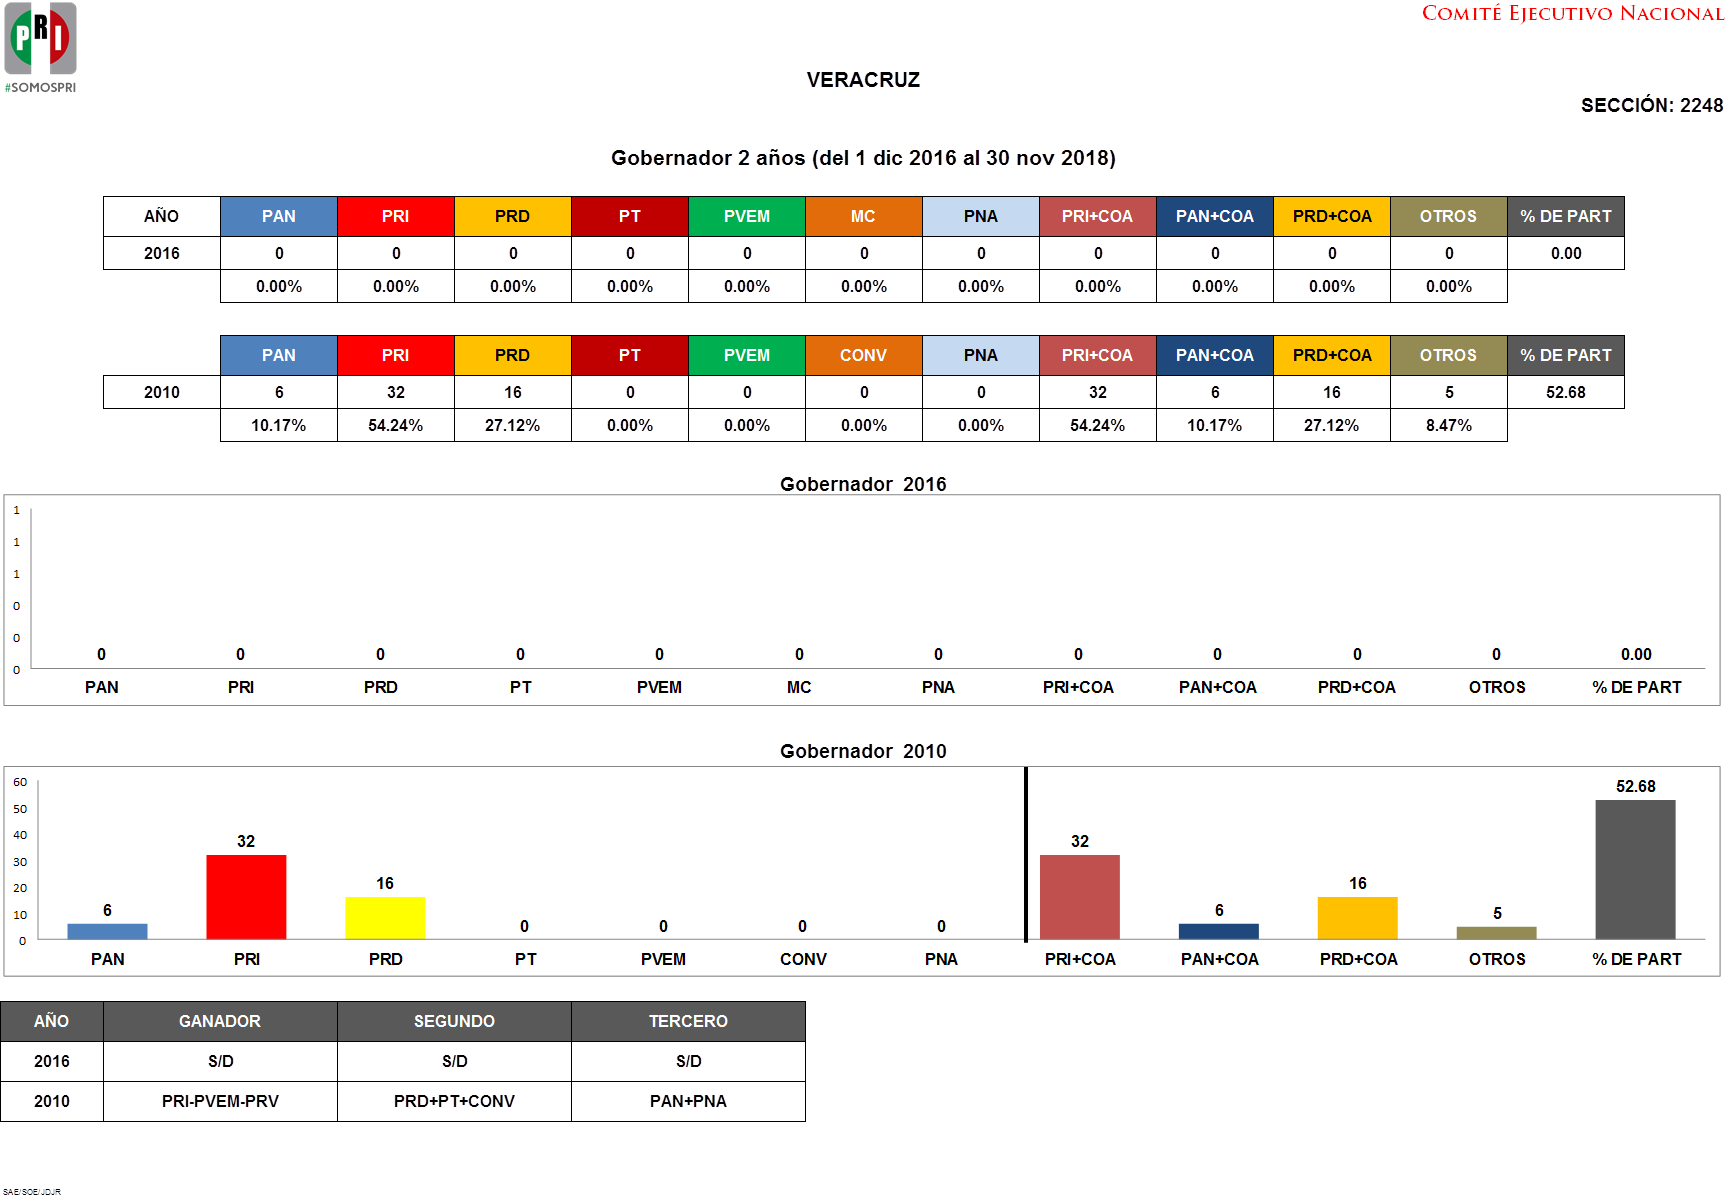 PRI
#SOMOSPRI
COMITÉ EJECUTIVO NACIONAL
VERACRUZ
SECCIÓN: 2248
Gobernador 2 años (del 1 dic 2016 al 30 nov 2018)
AÑO PAN PRI PRD PT PVEM MC PNA PRI+COA PAN+COA PRD+COA OTROS % DE PART
2016 0 0 0 0 0 0 0 0 0 0 0 0.00
0.00% 0.00% 0.00% 0.00% 0.00% 0.00% 0.00% 0.00% 0.00% 0.00% 0.00%
PAN PRI PRD PT PVEM CONV PNA PRI+COA PAN+COA PRD+COA OTROS % DE PART
2010 6 32 16 0 0 0 0 32 6 16 5 52.68
10.17% 54.24% 27.12% 0.00% 0.00% 0.00% 0.00% 54.24% 10.17% 27.12% 8.47%
Gobernador 2016
1
1
1
0
0
0
0 0 0 0 0 0 0 0 0 0 0 0.00
PAN PRI PRD PT PVEM MC PNA PRI+COA PAN+COA PRD+COA OTROS % DE PART
Gobernador 2010
60
50
40
30
20
10
0
6 32 16 0 0 0 0 32 6 16 5 52.68
PAN PRI PRD PT PVEM CONV PNA PRI+COA PAN+COA PRD+COA OTROS % DE PART
AÑO GANADOR SEGUNDO TERCERO
2016 S/D S/D S/D
2010 PRI-PVEM-PRV PRD+PT+CONV PAN+PNA
SAE/SOE/JDJR